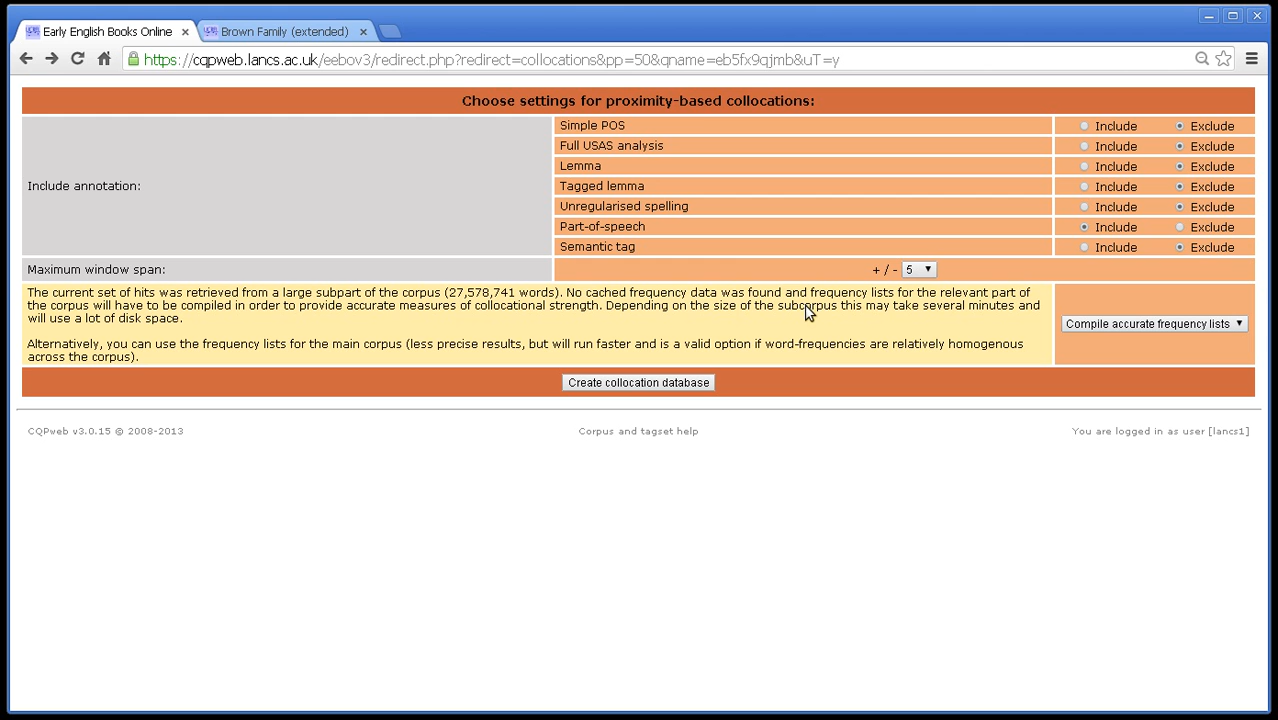 Early English Books Online
Brown Family (extended)
https://cqpweb.lancs.ac.uk/eebov3/redirect.php?redirect=collocations&pp=50&qname=eb5fx9qjmb&uT=y
Choose settings for proximity-based collocations:
Include annotation:
Simple POS Include Exclude
Full USAS analysis Include Exclude
Lemma Include Exclude
Tagged lemma Include Exclude
Unregularised spelling Include Exclude
Part-of-speech Include Exclude
Semantic tag Include Exclude
Maximum window span: + / - 5
The current set of hits was retrieved from a large subpart of the corpus (27,578,741 words). No cached frequency data was found and frequency lists for the relevant part of
the corpus will have to be compiled in order to provide accurate measures of collocational strength. Depending on the size of the subcorpus this may take several minutes and
will use a lot of disk space.
Alternatively, you can use the frequency lists for the main corpus (less precise results, but will run faster and is a valid option if word-frequencies are relatively homogenous
across the corpus).
Compile accurate frequency lists
Create collocation database
CQPweb v3.0.15 © 2008-2013 Corpus and tagset help You are logged in as user [lancs1]